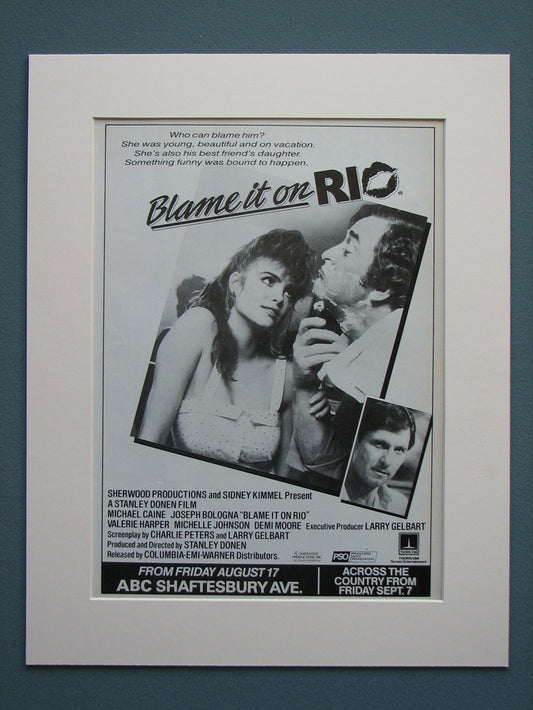 Who can blame him?
She was young, beautiful and on vacation.
She's also his best friend's daughter.
Something funny was bound to happen.
Blame it on RIO
SHERWOOD PRODUCTIONS and SIDNEY KIMMEL Present
A STANLEY DONEN FILM
MICHAEL CAINE JOSEPH BOLOGNA "BLAME IT ON RIO"
VALERIE HARPER MICHELLE JOHNSON DEMI MOORE Executive Producer LARRY GELBART
Screenplay by CHARLIE PETERS and LARRY GELBART
Produced and Directed by STANLEY DONEN
Released by COLUMBIA-EMI-WARNER Distributors.
PSO
FROM FRIDAY AUGUST 17
ABC SHAFTESBURY AVE.
ACROSS THE
COUNTRY FROM
FRIDAY SEPT. 7